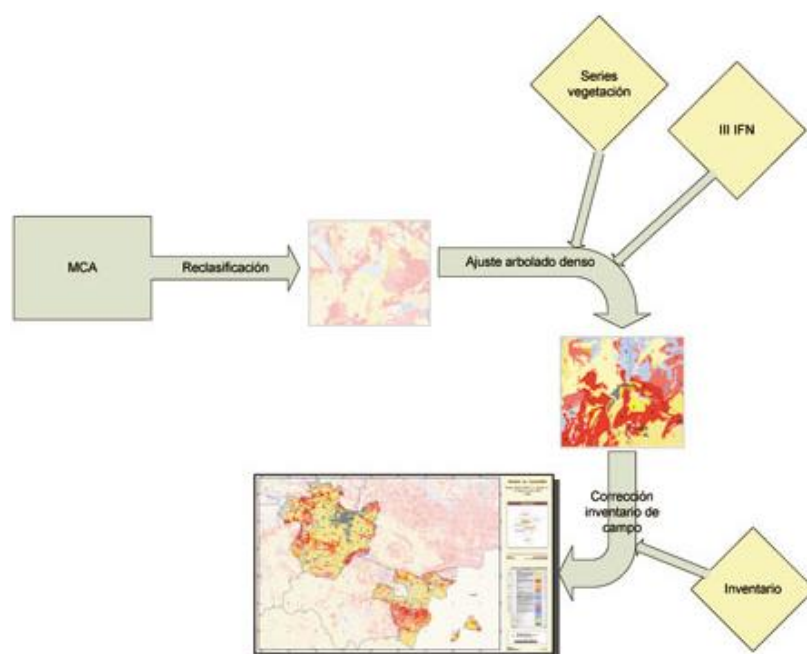 Series
vegetación
III IFN
MCA
Reclasificación
Ajuste arbolado denso
Corrección
inventario de
campo
Inventario